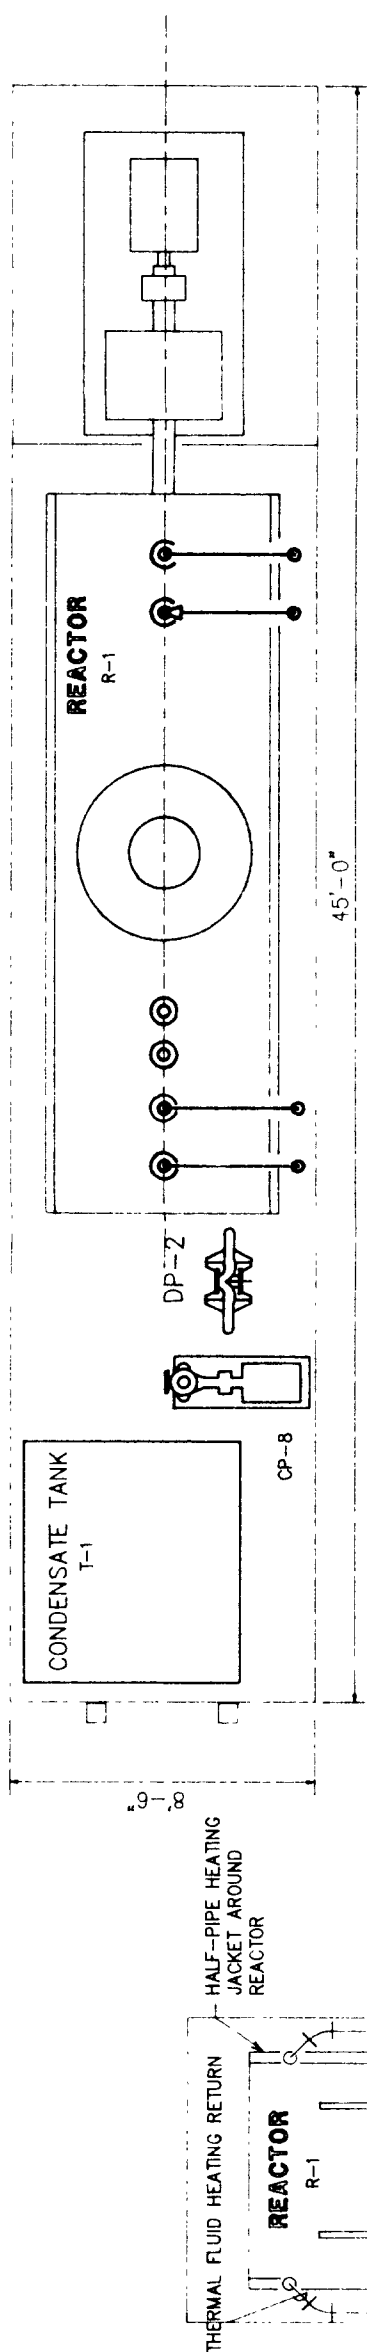 REACTOR
R-1
45'-0"
DP-2
CP-8
CONDENSATE TANK
T-1
8'-6"
HALF-PIPE HEATING
JACKET AROUND
REACTOR
THERMAL FLUID HEATING RETURN
REACTOR
R-1